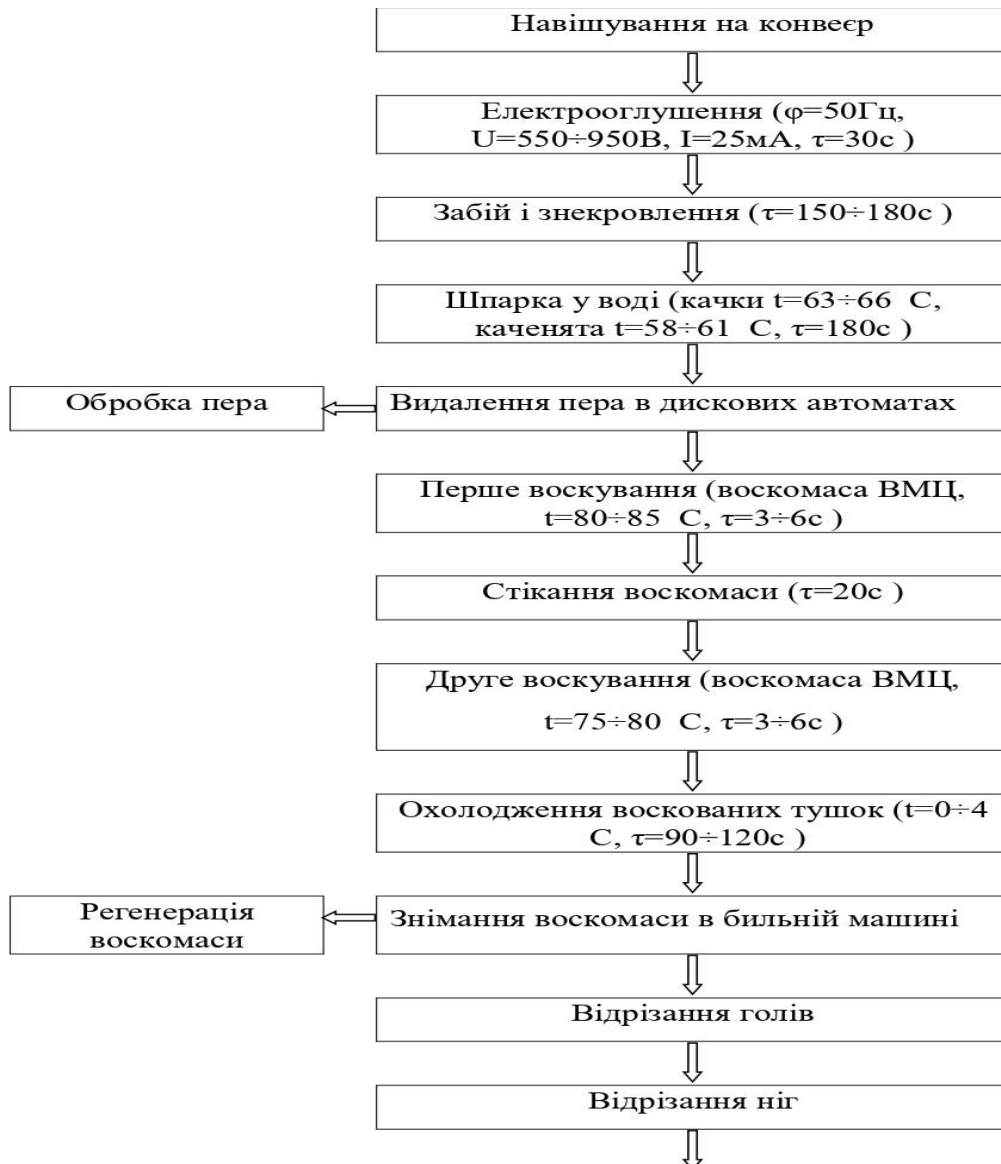 Навішування на конвеєр
Електрооглушення (φ=50Гц,
U=550÷950В, I=25мА, τ=30с )
Забій і знекровлення (τ=150÷180с )
Шпарка у воді (качки t=63÷66 С,
каченята t=58÷61 С, τ=180с )
Обробка пера
Видалення пера в дискових автоматах
Перше воскування (воскомаса ВМЦ,
t=80÷85 С, τ=3÷6с )
Стікання воскомаси (τ=20с )
Друге воскування (воскомаса ВМЦ,
t=75÷80 С, τ=3÷6с )
Охолодження воскованих тушок (t=0÷4
С, τ=90÷120с )
Регенерація
воскомаси
Знімання воскомаси в бильній машині
Відрізання голів
Відрізання ніг